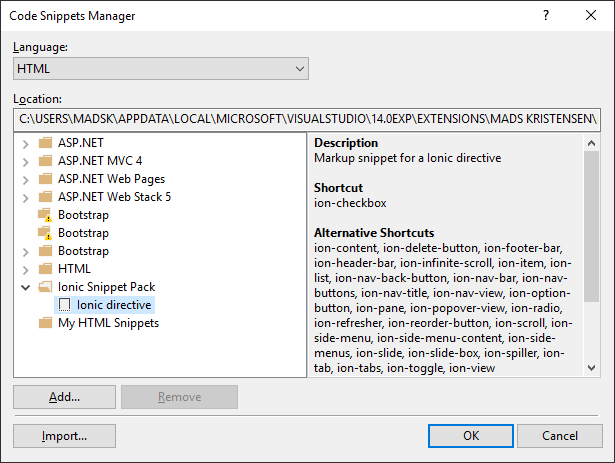 Code Snippets Manager
?
Language:
HTML
Location:
C:\USERS\MADSK\APPDATA\LOCAL\MICROSOFT\VISUALSTUDIO\14.0EXP\EXTENSIONS\MADS KRISTENSEN\
ASP.NET
ASP.NET MVC 4
ASP.NET Web Pages
ASP.NET Web Stack 5
Bootstrap
Bootstrap
Bootstrap
HTML
Ionic Snippet Pack
Ionic directive
My HTML Snippets
Description
Markup snippet for a Ionic directive
Shortcut
ion-checkbox
Alternative Shortcuts
ion-content, ion-delete-button, ion-footer-bar,
ion-header-bar, ion-infinite-scroll, ion-item, ion-
list, ion-nav-back-button, ion-nav-bar, ion-nav-
buttons, ion-nav-title, ion-nav-view, ion-option-
button, ion-pane, ion-popover-view, ion-radio,
ion-refresher, ion-reorder-button, ion-scroll, ion-
side-menu, ion-side-menu-content, ion-side-
menus, ion-slide, ion-slide-box, ion-spiller, ion-
tab, ion-tabs, ion-toggle, ion-view
Add...
Remove
Import...
OK
Cancel